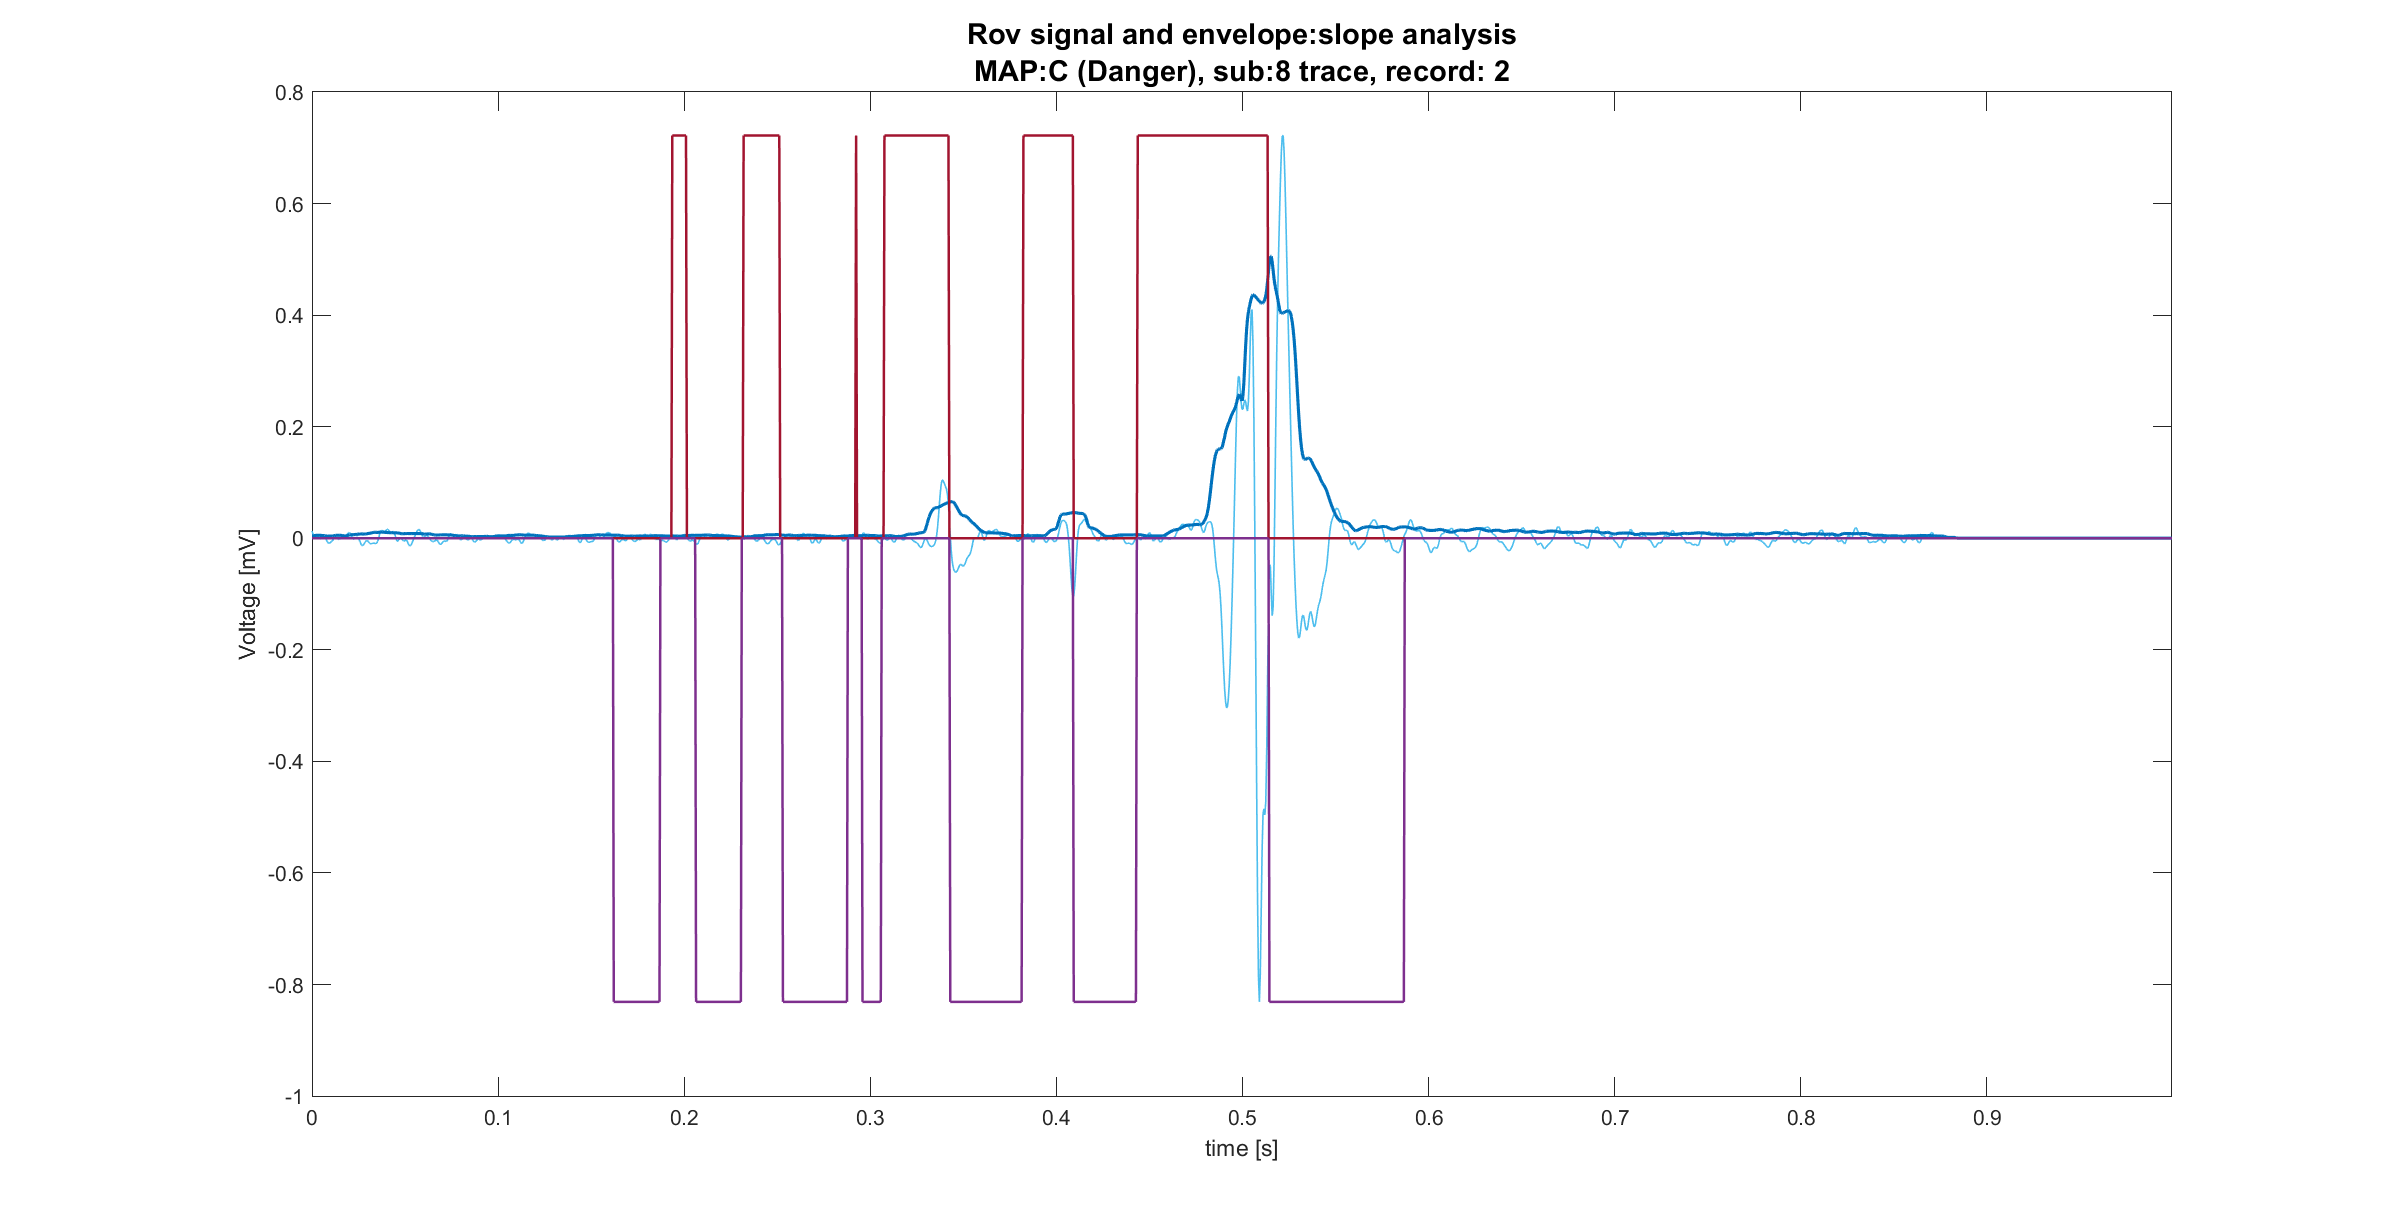 Rov signal and envelope:slope analysis
MAP:C (Danger), sub:8 trace, record: 2
0.8
0.6
0.4
0.2
0
-0.2
-0.4
-0.6
-0.8
-1
Voltage [mV]
0 0.1 0.2 0.3 0.4 0.5 0.6 0.7 0.8 0.9
time [s]